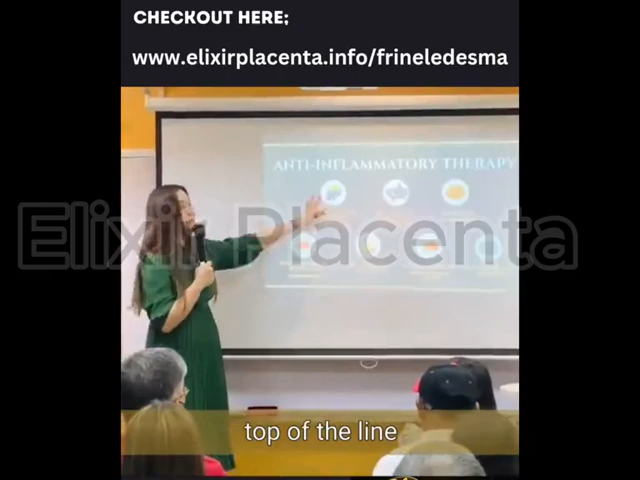 CHECKOUT HERE;
www.elixirplacenta.info/frineledesma
ANTI-INFLAMMATORY THERAPY
Elixir Placenta
top of the line